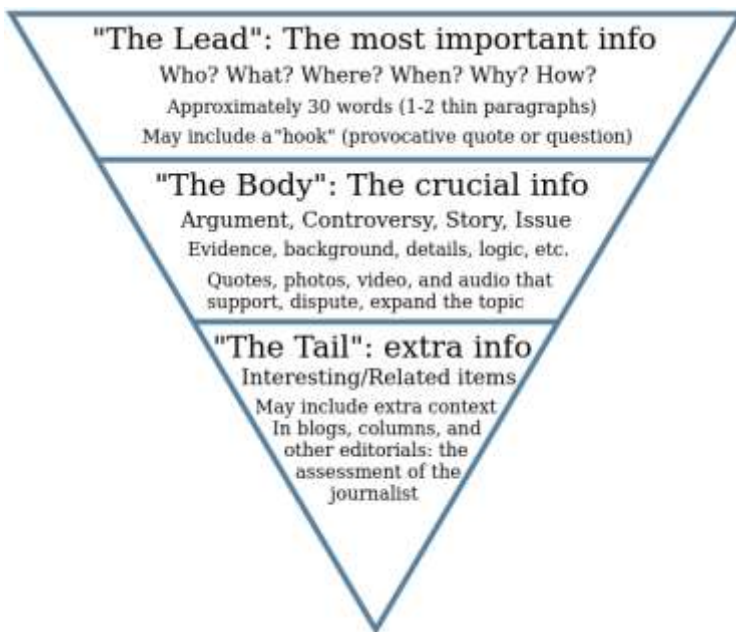 "The Lead": The most important info
Who? What? Where? When? Why? How?
Approximately 30 words (1-2 thin paragraphs)
May include a "hook" (provocative quote or question)
"The Body": The crucial info
Argument, Controversy, Story, Issue
Evidence, background, details, logic, etc.
Quotes, photos, video, and audio that
support, dispute, expand the topic
"The Tail": extra info
Interesting/Related items
May include extra context
In blogs, columns, and
other editorials: the
assessment of the
journalist